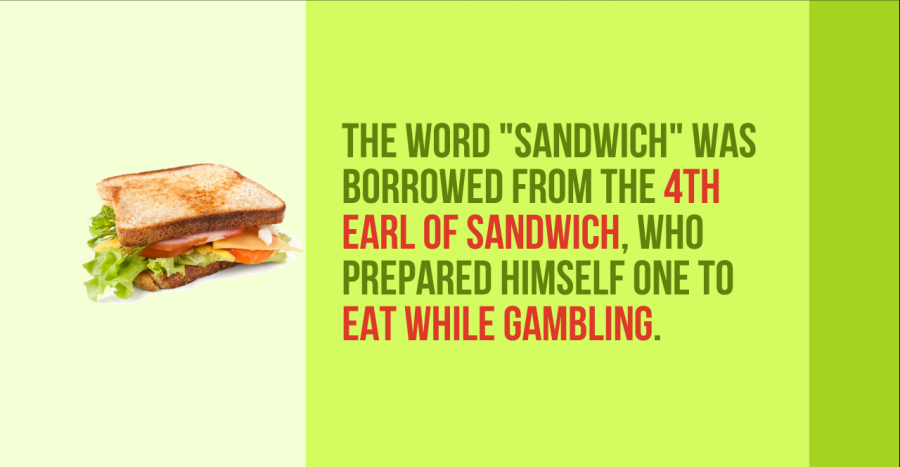 THE WORD "SANDWICH" WAS
BORROWED FROM THE 4TH
EARL OF SANDWICH, WHO
PREPARED HIMSELF ONE TO
EAT WHILE GAMBLING.